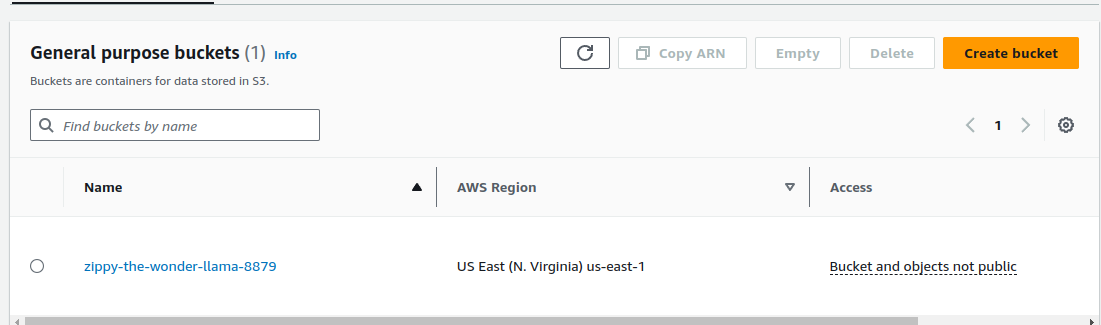 General purpose buckets (1) Info
Buckets are containers for data stored in S3.
Copy ARN
Empty
Delete
Create bucket
Find buckets by name
1
Name
AWS Region
Access
zippy-the-wonder-llama-8879
US East (N. Virginia) us-east-1
Bucket and objects not public